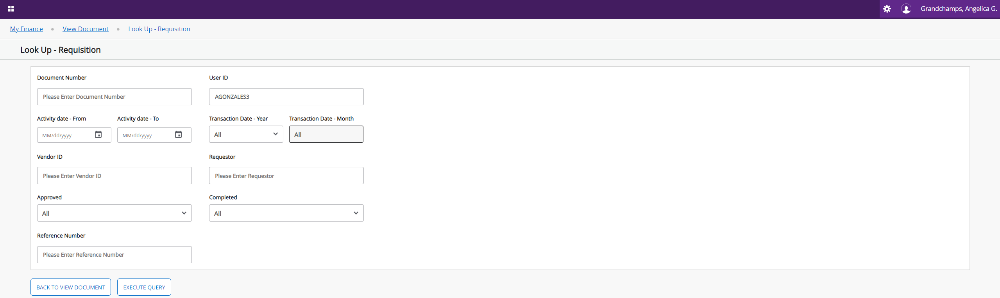 Grandchamps, Angelica G.
My Finance • View Document • Look Up - Requisition
Look Up - Requisition
Document Number User ID
Please Enter Document Number AGONZALES3
Activity date - From Activity date - To Transaction Date - Year Transaction Date - Month
MM/dd/yyyy MM/dd/yyyy All All
Vendor ID Requestor
Please Enter Vendor ID Please Enter Requestor
Approved Completed
All All
Reference Number
Please Enter Reference Number
BACK TO VIEW DOCUMENT EXECUTE QUERY